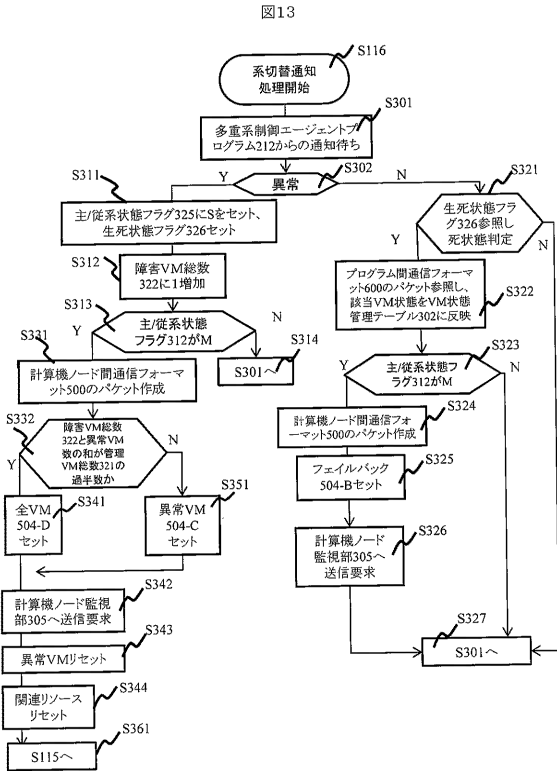 図13
S116
系切替通知
処理開始
S301
多重系制御エージェントプ
ログラム212からの通知待ち
S302
異常
Y
N
S311
主/従系状態フラグ325にSをセット、
生死状態フラグ326セット
S312
障害VM総数
322に1増加
S313
主/従系状態
フラグ312がM
Y
N
S314
S301へ
S331
計算機ノード間通信フォーマ
ット500のパケット作成
S332
障害VM総数
322と異常VM
数の和が管理
VM総数321の
過半数か
Y
N
S341
全VM
504-D
セット
S351
異常VM
504-C
セット
S342
計算機ノード監視
部305へ送信要求
S343
異常VMリセット
S344
関連リソース
リセット
S361
S115へ
S321
生死状態フラ
グ326参照し
死状態判定
Y
N
プログラム間通信フォーマ
ット600のパケット参照し、
該当VM状態をVM状態
管理テーブル302に反映
S322
S323
主/従系状態フ
ラグ312がM
Y
N
S324
計算機ノード間通信フォ
ーマット500のパケット作成
S325
フェイルバック
504-Bセット
S326
計算機ノード
監視部305へ
送信要求
S327
S301へ